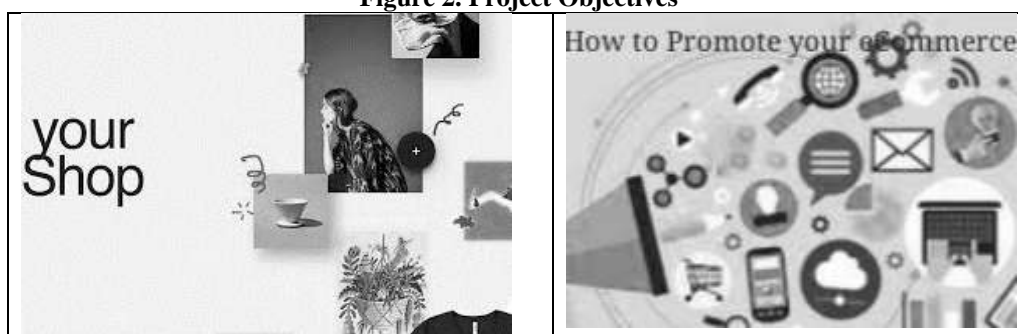 Figure 2. Project Objectives
your
Shop
How to Promote your eCommerce